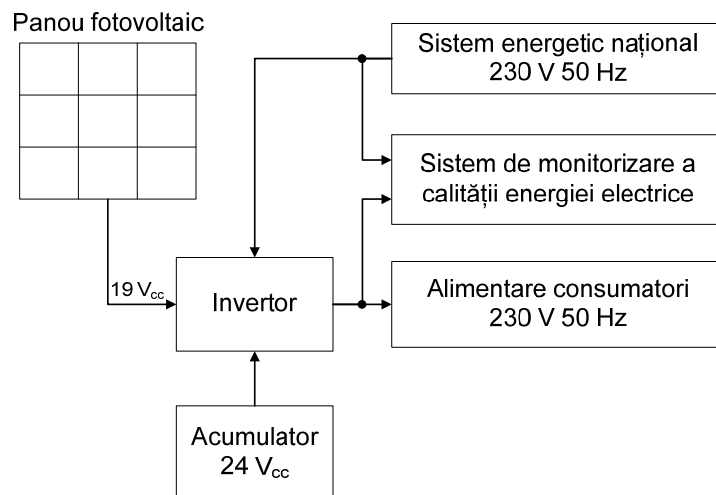 Panou fotovoltaic
Sistem energetic național
230 V 50 Hz
Sistem de monitorizare a
calității energiei electrice
19 Vcc
Invertor
Alimentare consumatori
230 V 50 Hz
Acumulator
24 Vcc